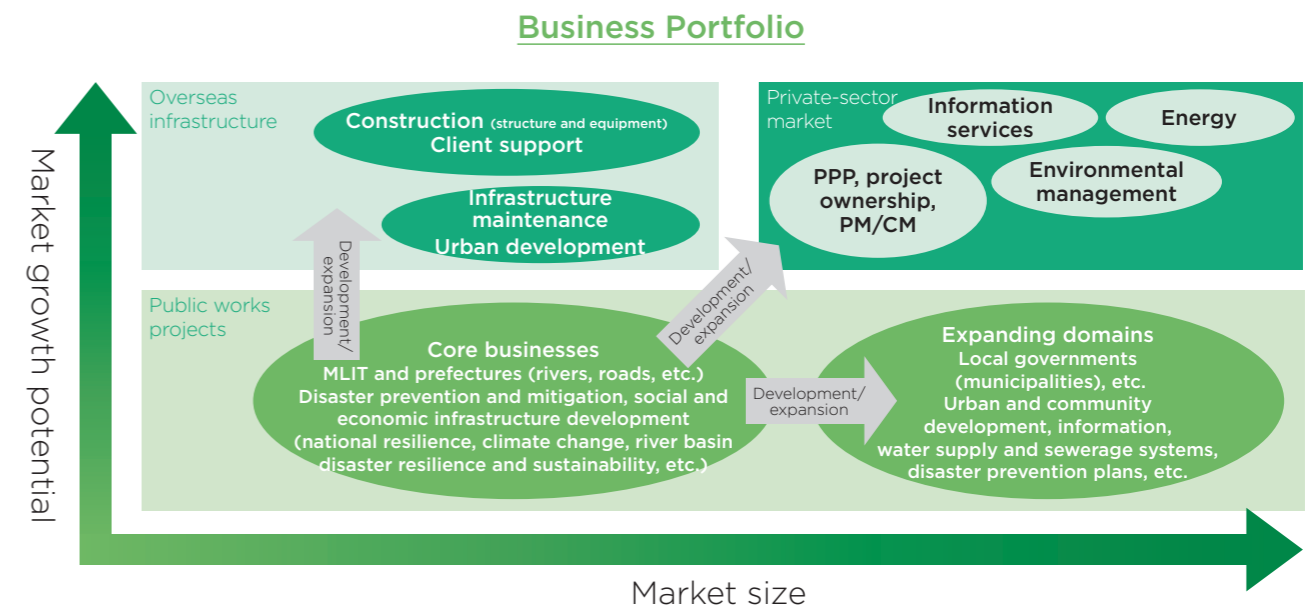 Business Portfolio
Market growth potential
Overseas
infrastructure
Construction (structure and equipment)
Client support
Infrastructure
maintenance
Urban development
Private-sector
market
Information
services
Energy
PPP, project
ownership,
PM/CM
Environmental
management
Development/
expansion
Development/
expansion
Public works
projects
Core businesses
MLIT and prefectures (rivers, roads, etc.)
Disaster prevention and mitigation, social and
economic infrastructure development
(national resilience, climate change, river basin
disaster resilience and sustainability, etc.)
Development/
expansion
Expanding domains
Local governments
(municipalities), etc.
Urban and community
development, information,
water supply and sewerage systems,
disaster prevention plans, etc.
Market size